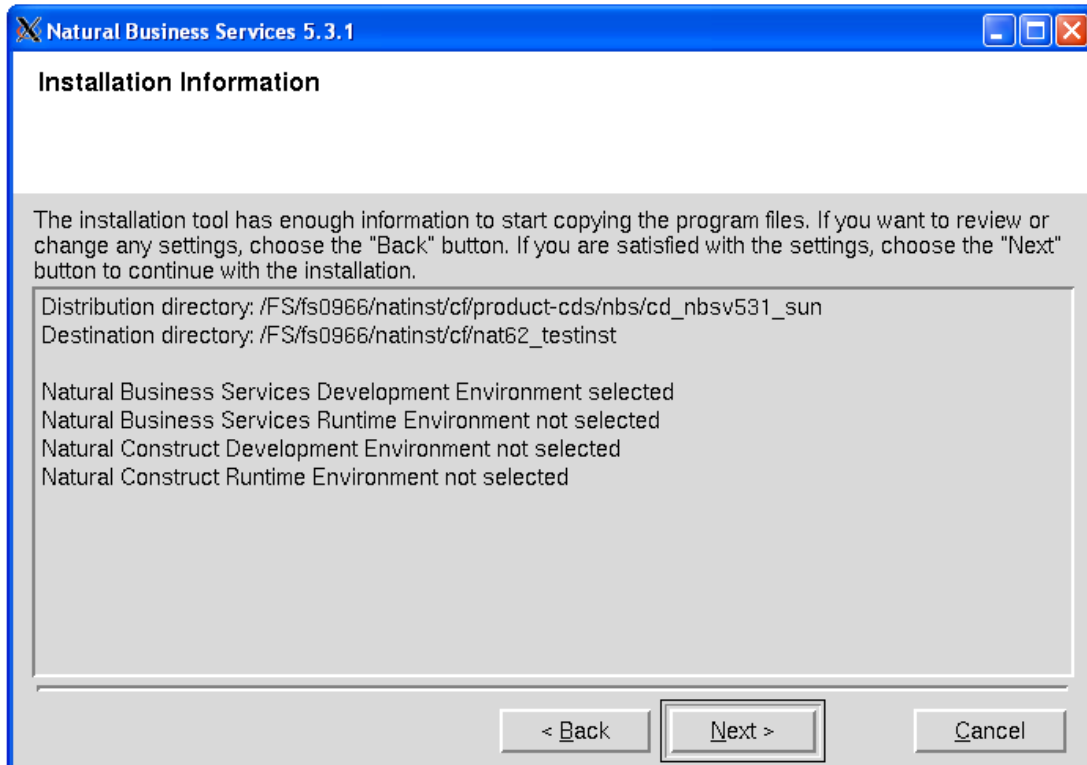 Natural Business Services 5.3.1
Installation Information
The installation tool has enough information to start copying the program files. If you want to review or
change any settings, choose the "Back" button. If you are satisfied with the settings, choose the "Next"
button to continue with the installation.
Distribution directory: /FS/fs0966/natinst/cf/product-cds/nbs/cd_nbsv531_sun
Destination directory: /FS/fs0966/natinst/cf/nat62_testinst
Natural Business Services Development Environment selected
Natural Business Services Runtime Environment not selected
Natural Construct Development Environment not selected
Natural Construct Runtime Environment not selected
< Back Next > Cancel